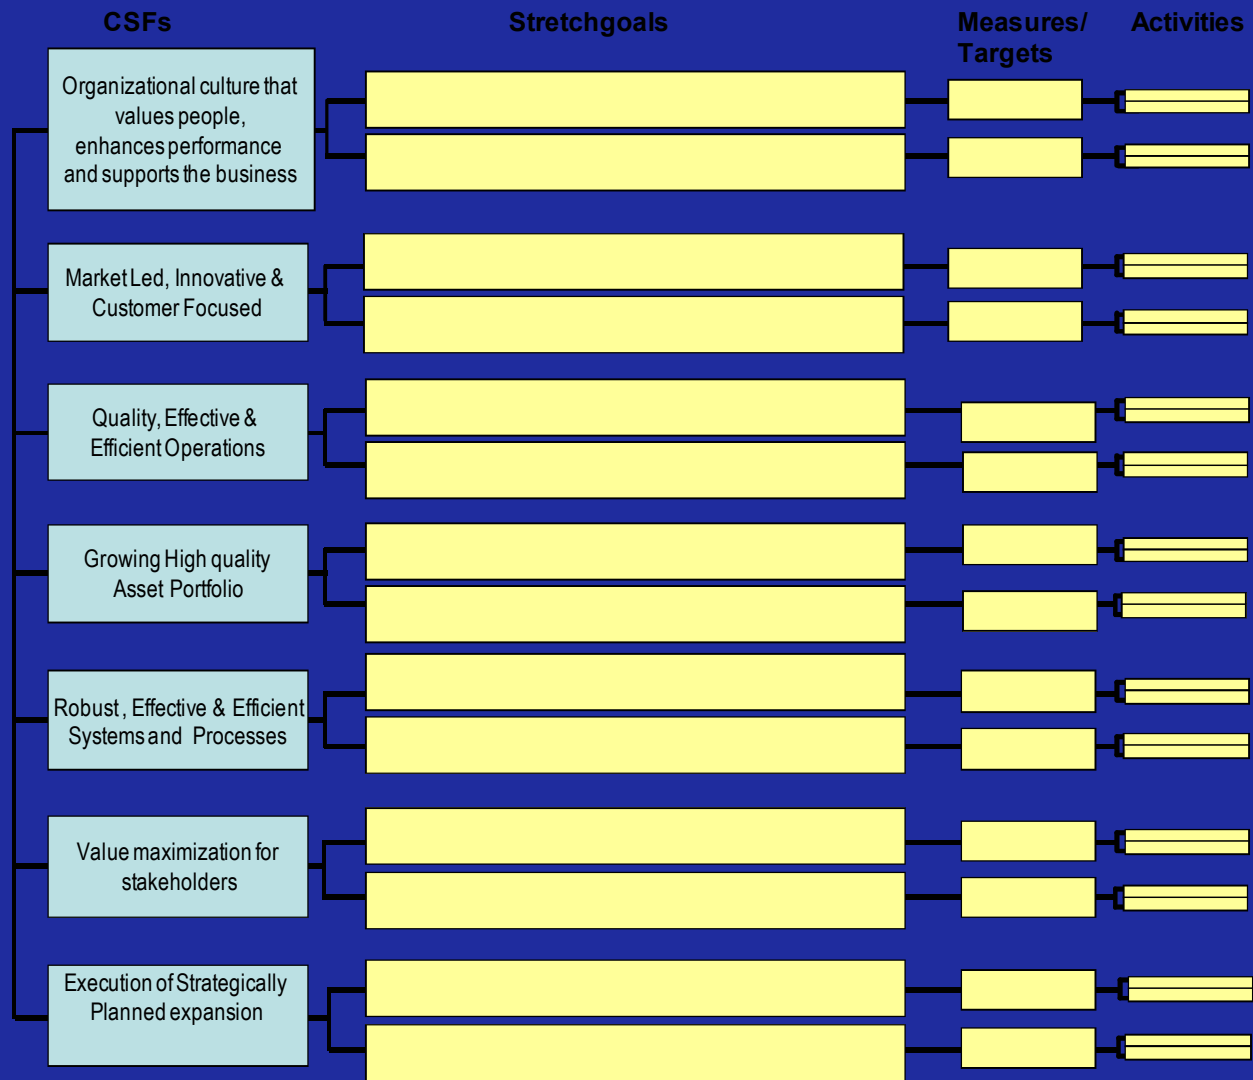 CSFs
Stretchgoals
Measures/
Targets
Activities
Organizational culture that
values people,
enhances performance
and supports the business
Market Led, Innovative &
Customer Focused
Quality, Effective &
Efficient Operations
Growing High quality
Asset Portfolio
Robust , Effective & Efficient
Systems and Processes
Value maximization for
stakeholders
Execution of Strategically
Planned expansion